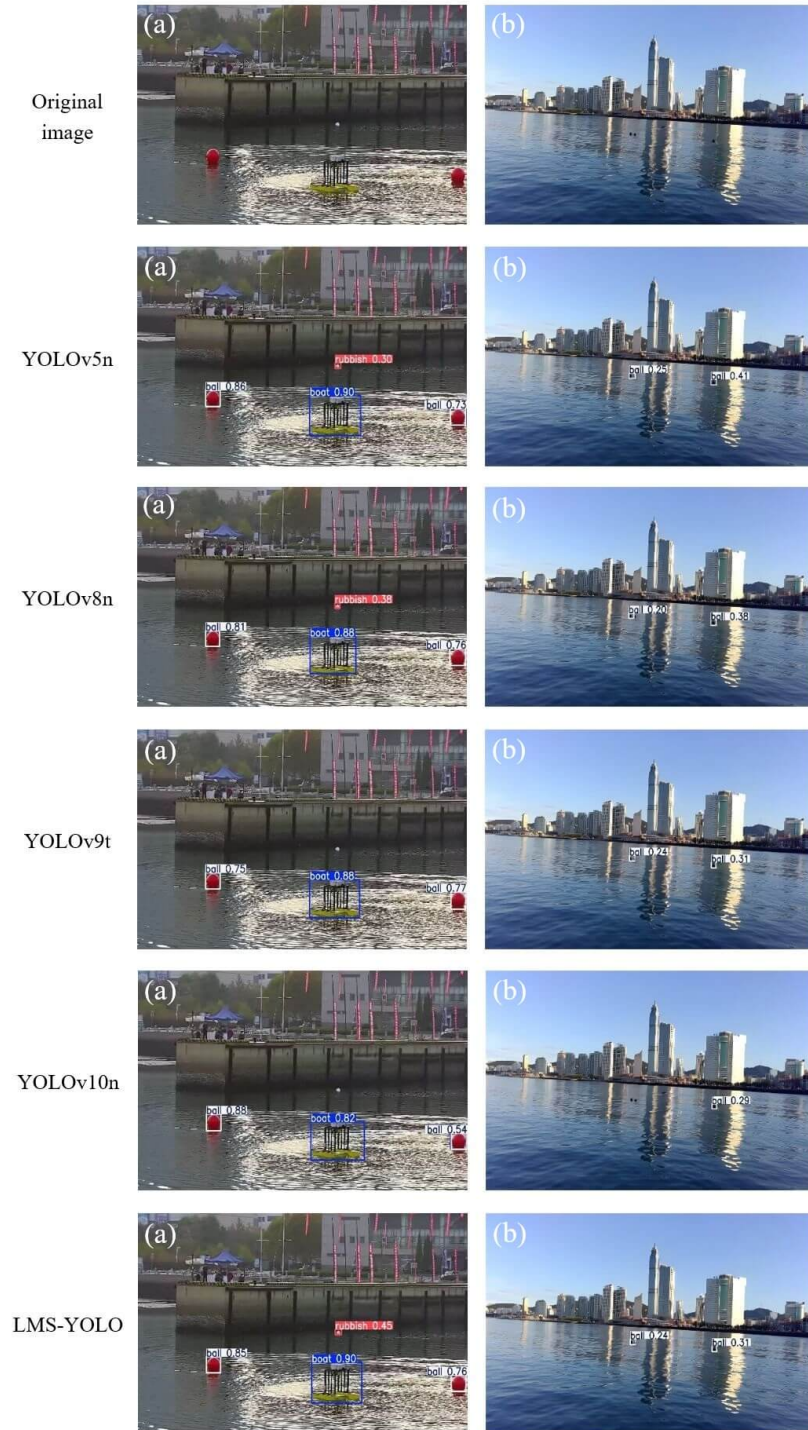 (a)
(b)
Original
image
(a)
(b)
YOLOv5n
rubbish 0.30
ball 0.86
boat 0.90
ball 0.73
ball 0.25
ball 0.41
(a)
(b)
YOLOv8n
rubbish 0.38
ball 0.81
boat 0.88
ball 0.76
ball 0.20
ball 0.38
(a)
(b)
YOLOv9t
ball 0.75
boat 0.88
ball 0.77
ball 0.24
ball 0.31
(a)
(b)
YOLOv10n
ball 0.88
boat 0.82
ball 0.54
ball 0.29
(a)
(b)
LMS-YOLO
rubbish 0.45
ball 0.85
boat 0.90
ball 0.76
ball 0.24
ball 0.31